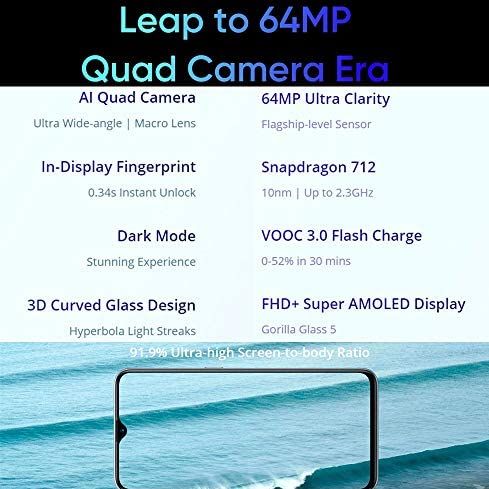 Leap to 64MP
Quad Camera Era
AI Quad Camera
Ultra Wide-angle | Macro Lens
64MP Ultra Clarity
Flagship-level Sensor
In-Display Fingerprint
0.34s Instant Unlock
Snapdragon 712
10nm | Up to 2.3GHz
Dark Mode
Stunning Experience
VOOC 3.0 Flash Charge
0-52% in 30 mins
3D Curved Glass Design
Hyperbola Light Streaks
FHD+ Super AMOLED Display
Gorilla Glass 5
91.9% Ultra-high Screen-to-body Ratio